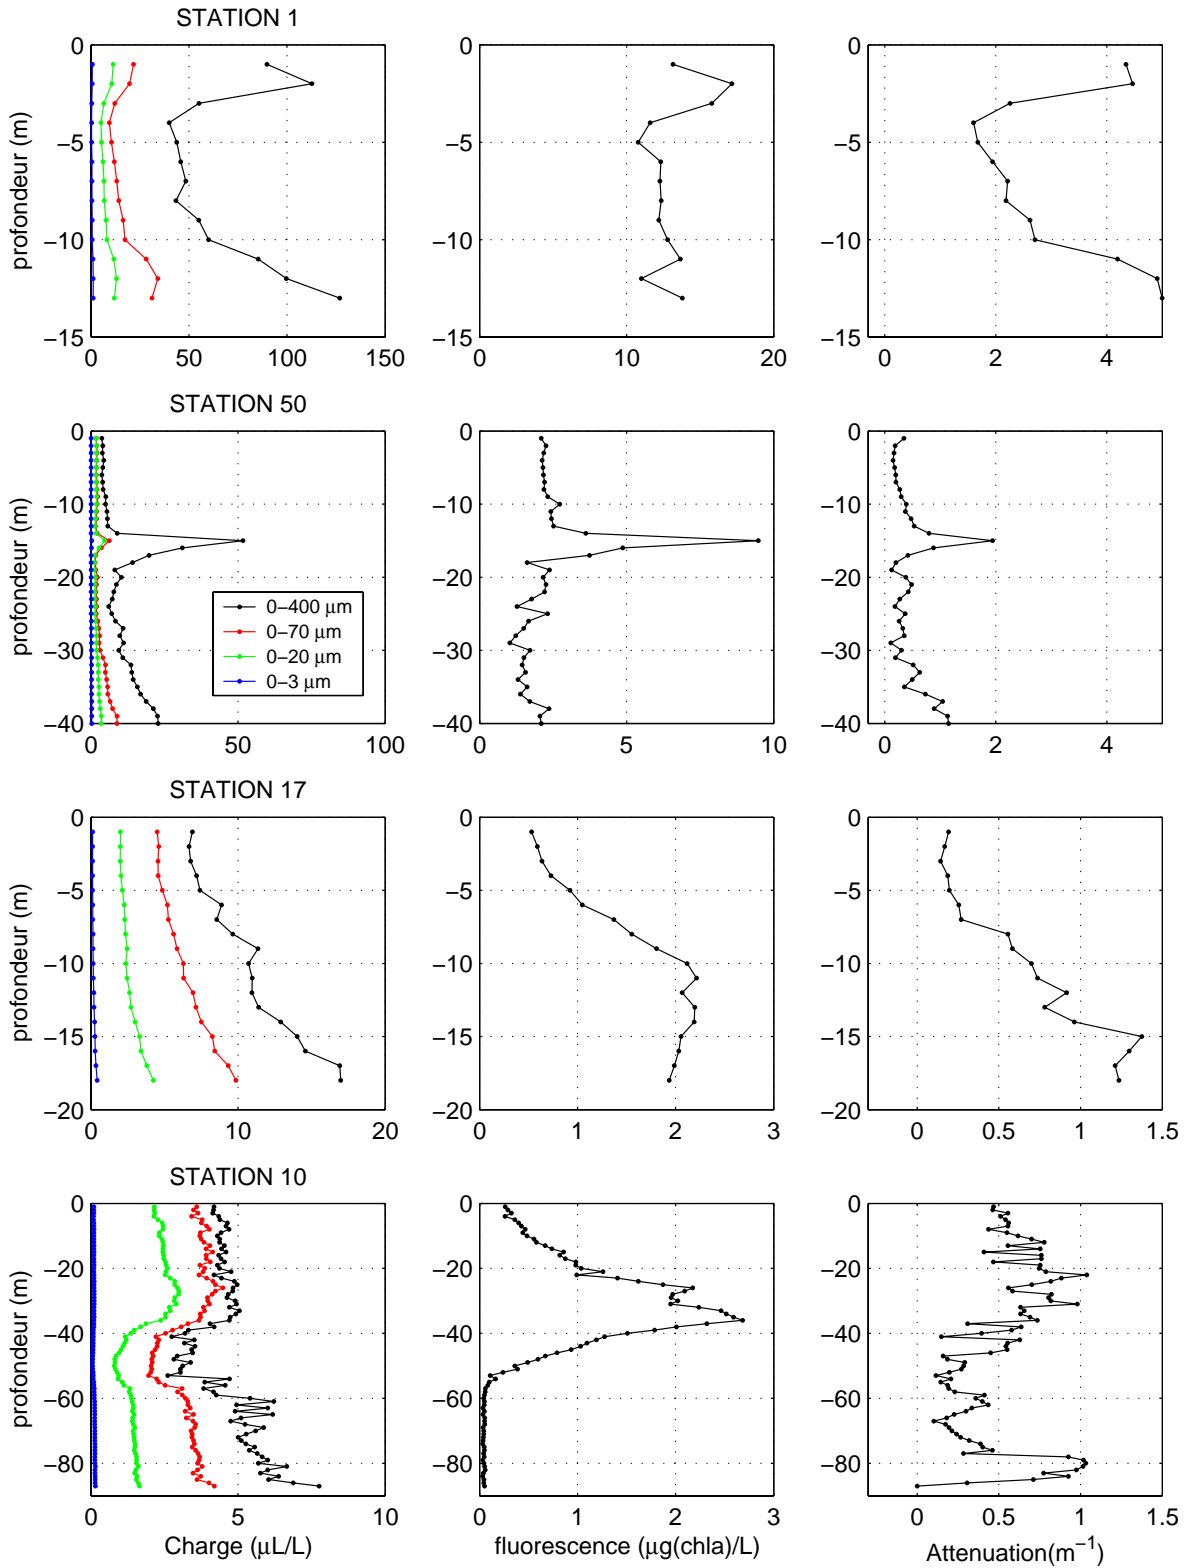 STATION 1
0
−5
−10
−15
profondeur (m)
0 50 100 150
0 10 20
0
−5
−10
−15
0 2 4
0
−5
−10
−15
STATION 50
0
−10
−20
−30
−40
profondeur (m)
0−400 µm
0−70 µm
0−20 µm
0−3 µm
0 50 100
0
−10
−20
−30
−40
0 5 10
0
−10
−20
−30
−40
0 2 4
STATION 17
0
−5
−10
−15
−20
profondeur (m)
0 10 20
0
−5
−10
−15
−20
0 1 2 3
0
−5
−10
−15
−20
0 0.5 1 1.5
STATION 10
0
−20
−40
−60
−80
profondeur (m)
0 5 10
Charge (µL/L)
0
−20
−40
−60
−80
0 1 2 3
fluorescence (µg(chla)/L)
0
−20
−40
−60
−80
0 0.5 1 1.5
Attenuation(m⁻¹)